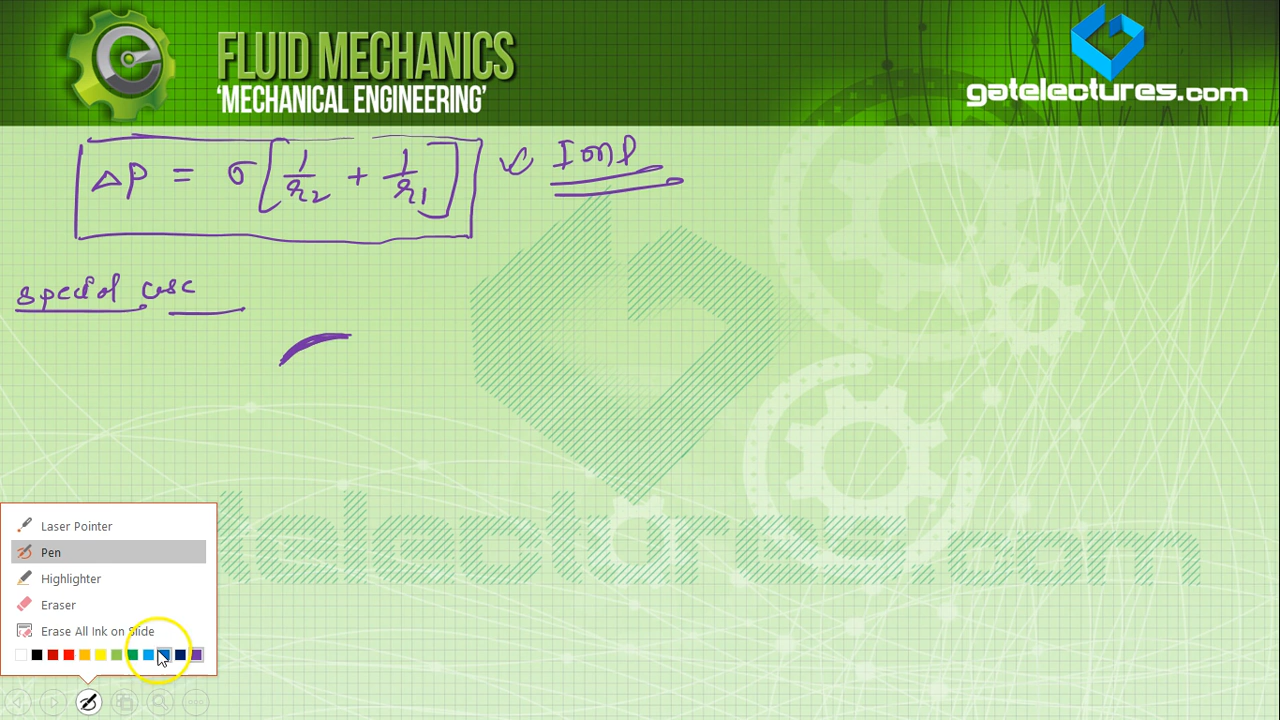 FLUID MECHANICS
'MECHANICAL ENGINEERING'
gatelectures.com
ΔP = σ[1/r₂ + 1/r₁] Imp
special case
telectures.com
Laser Pointer
Pen
Highlighter
Eraser
Erase All Ink on Slide